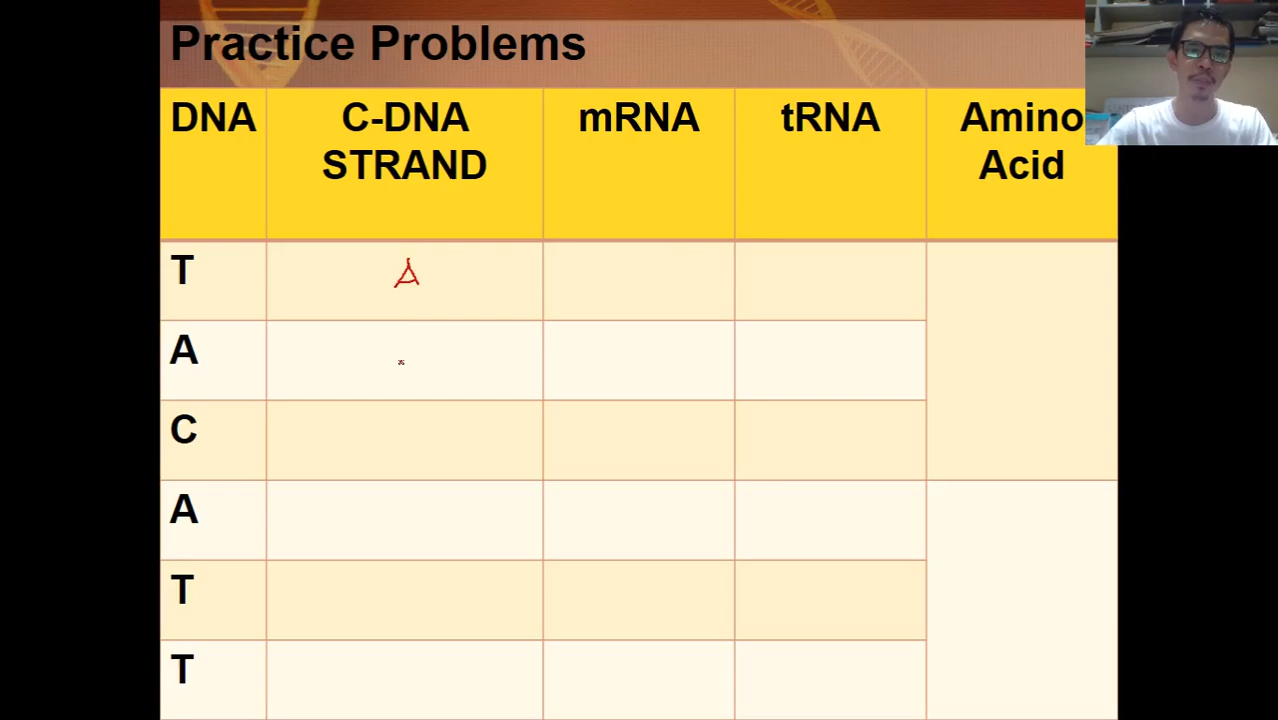 Practice Problems
DNA
C-DNA
STRAND
mRNA
tRNA
Amino
Acid
T
A
A
C
A
T
T